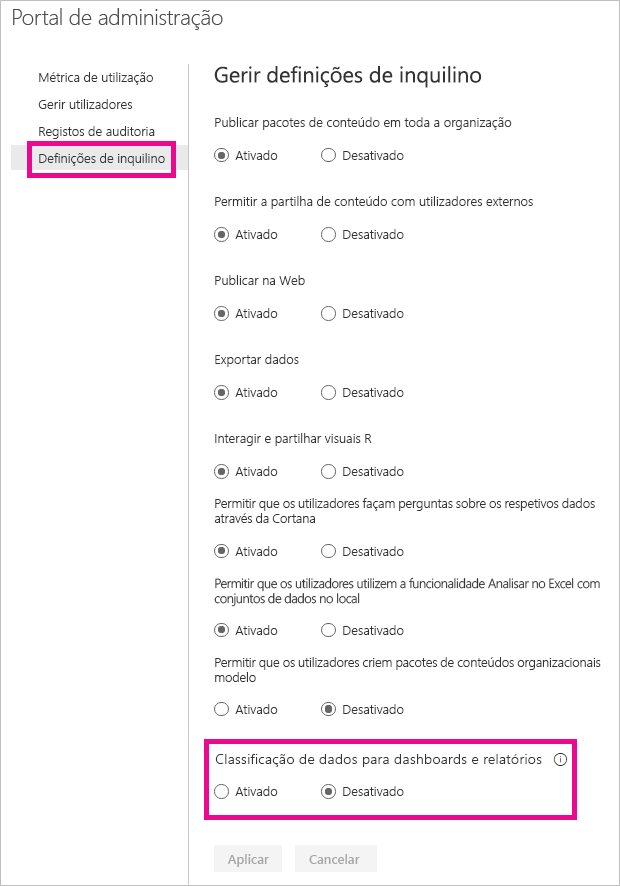 Portal de administração
Métrica de utilização
Gerir utilizadores
Registos de auditoria
Definições de inquilino
Gerir definições de inquilino
Publicar pacotes de conteúdo em toda a organização
Ativado Desativado
Permitir a partilha de conteúdo com utilizadores externos
Ativado Desativado
Publicar na Web
Ativado Desativado
Exportar dados
Ativado Desativado
Interagir e partilhar visuais R
Ativado Desativado
Permitir que os utilizadores façam perguntas sobre os respetivos dados
através da Cortana
Ativado Desativado
Permitir que os utilizadores utilizem a funcionalidade Analisar no Excel com
conjuntos de dados no local
Ativado Desativado
Permitir que os utilizadores criem pacotes de conteúdos organizacionais
modelo
Ativado Desativado
Classificação de dados para dashboards e relatórios
Ativado Desativado
Aplicar Cancelar